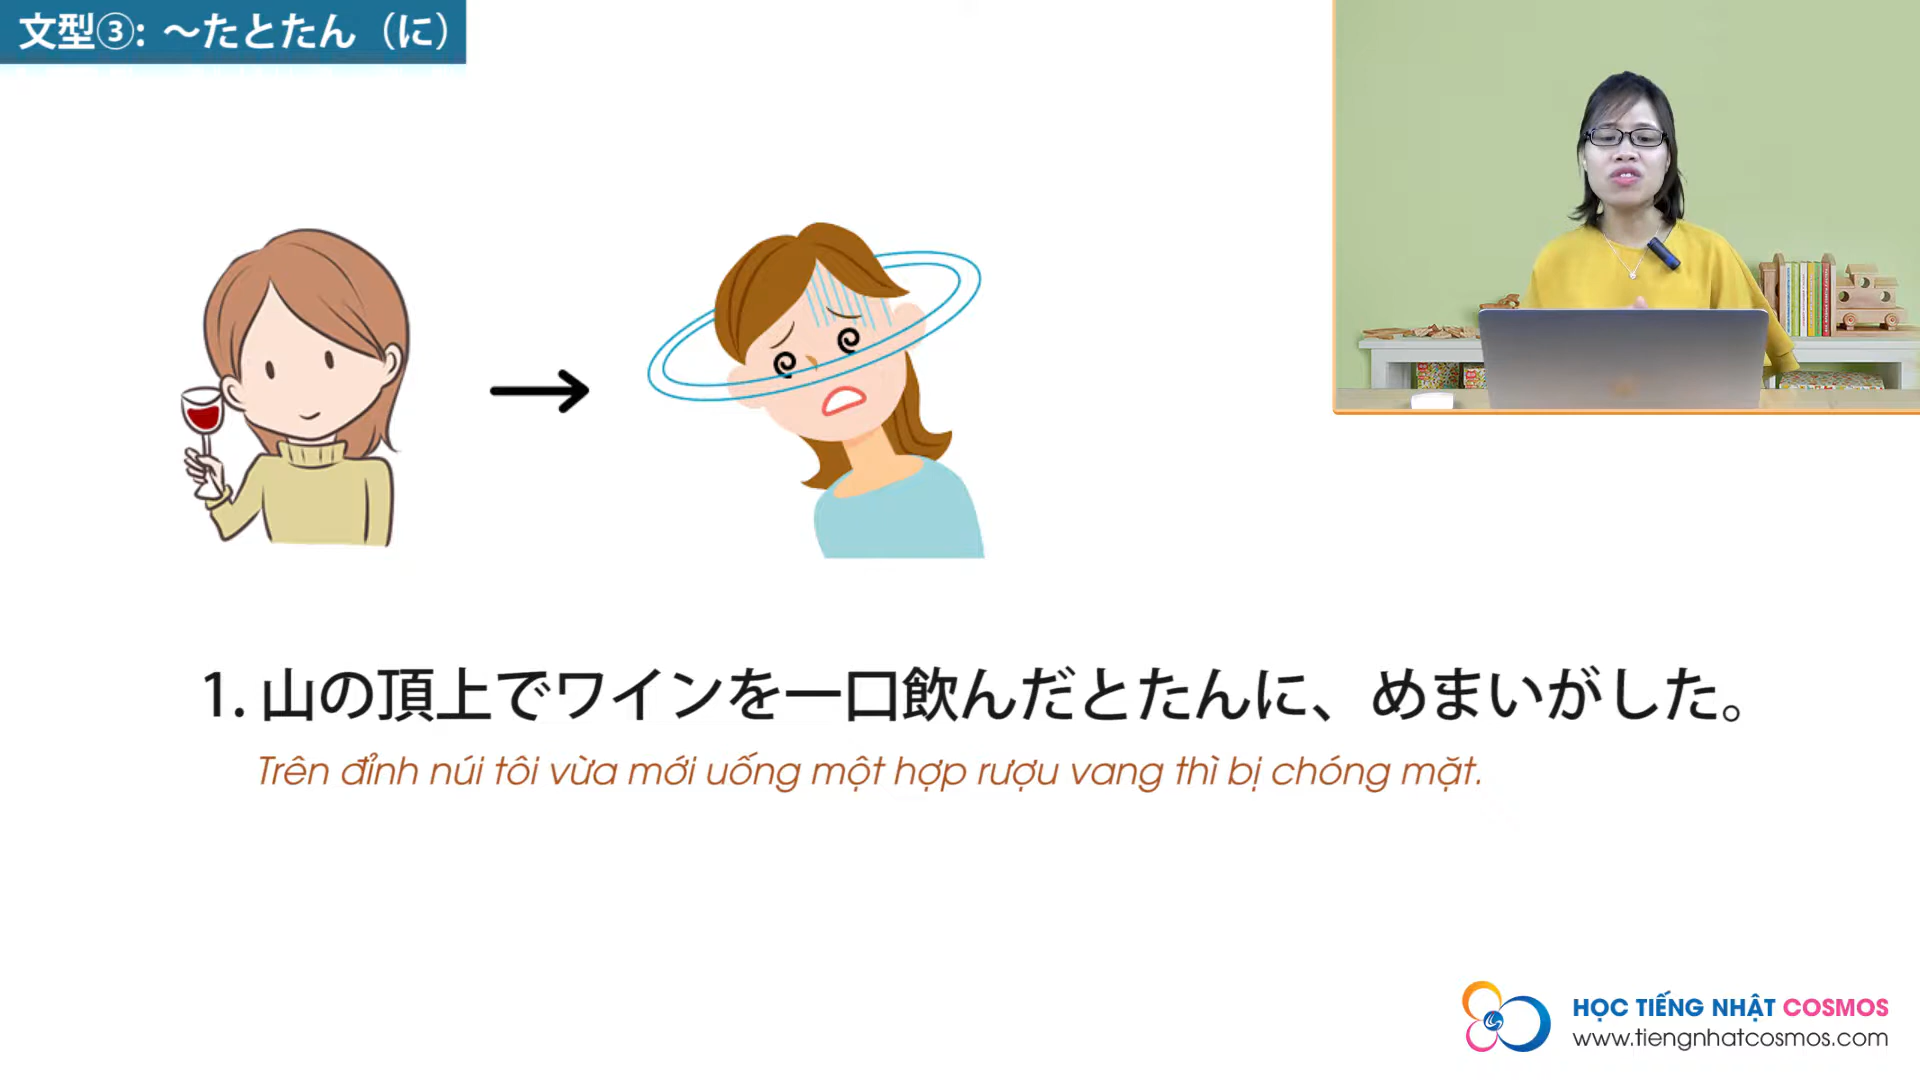 文型③: ～たとたん（に）
1. 山の頂上でワインを一口飲んだとたんに、めまいがした。
Trên đỉnh núi tôi vừa mới uống một hợp rượu vang thì bị chóng mặt.
HỌC TIẾNG NHẬT COSMOS
www.tiengnhatcosmos.com